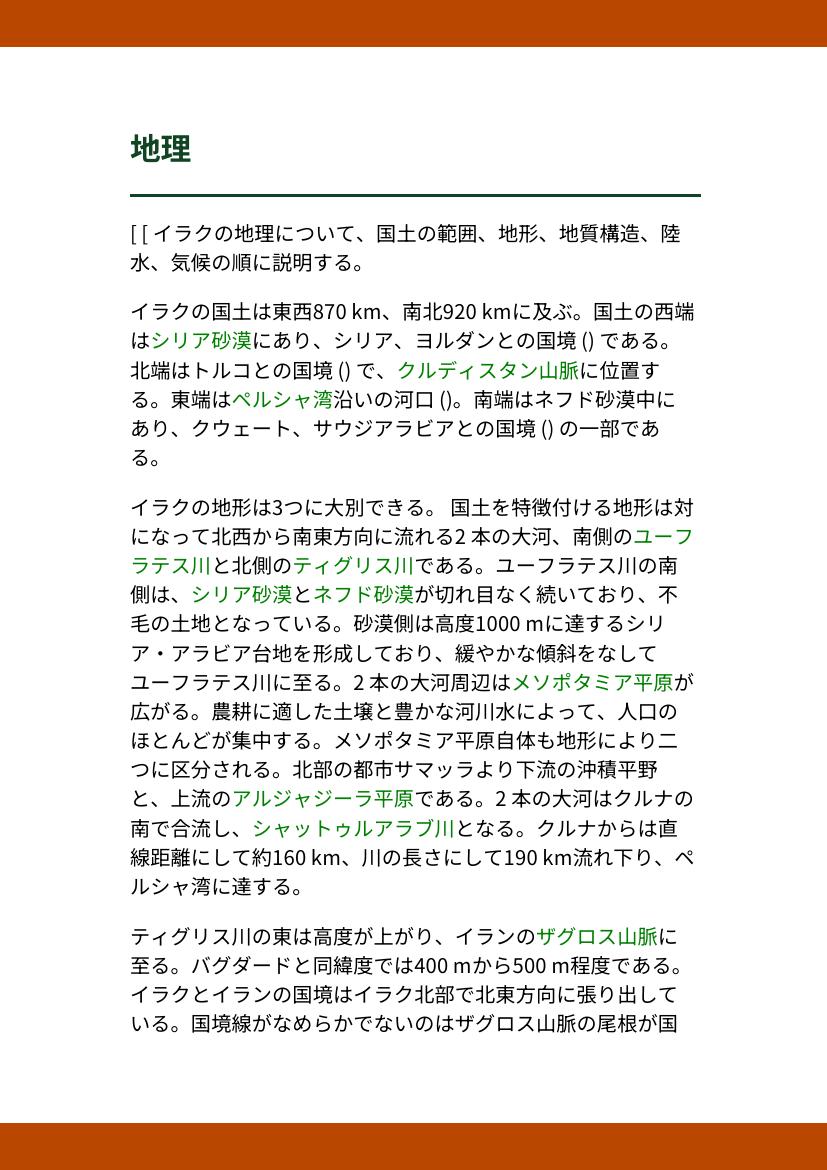 地理
[ [ イラクの地理について、国土の範囲、地形、地質構造、陸
水、気候の順に説明する。
イラクの国土は東西870 km、南北920 kmに及ぶ。国土の西端
はシリア砂漠にあり、シリア、ヨルダンとの国境 () である。
北端はトルコとの国境 () で、クルディスタン山脈に位置す
る。東端はペルシャ湾沿いの河口 ()。南端はネフド砂漠中に
あり、クウェート、サウジアラビアとの国境 () の一部であ
る。
イラクの地形は3つに大別できる。 国土を特徴付ける地形は対
になって北西から南東方向に流れる2 本の大河、南側のユーフ
ラテス川と北側のティグリス川である。ユーフラテス川の南
側は、シリア砂漠とネフド砂漠が切れ目なく続いており、不
毛の土地となっている。砂漠側は高度1000 mに達するシリ
ア・アラビア台地を形成しており、緩やかな傾斜をなして
ユーフラテス川に至る。2 本の大河周辺はメソポタミア平原が
広がる。農耕に適した土壌と豊かな河川水によって、人口の
ほとんどが集中する。メソポタミア平原自体も地形により二
つに区分される。北部の都市サマッラより下流の沖積平野
と、上流のアルジャジーラ平原である。2 本の大河はクルナの
南で合流し、シャットゥルアラブ川となる。クルナからは直
線距離にして約160 km、川の長さにして190 km流れ下り、ペ
ルシャ湾に達する。
ティグリス川の東は高度が上がり、イランのザグロス山脈に
至る。バグダードと同緯度では400 mから500 m程度である。
イラクとイランの国境はイラク北部で北東方向に張り出して
いる。国境線がなめらかでないのはザグロス山脈の尾根が国